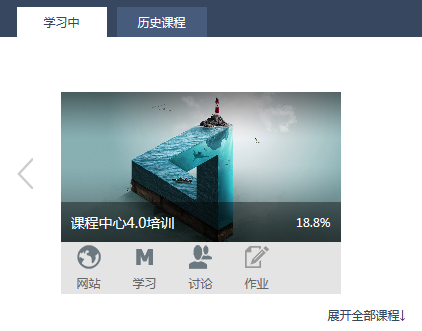 学习中 历史课程
课程中心4.0培训 18.8%
网站 学习 讨论 作业
展开全部课程↓